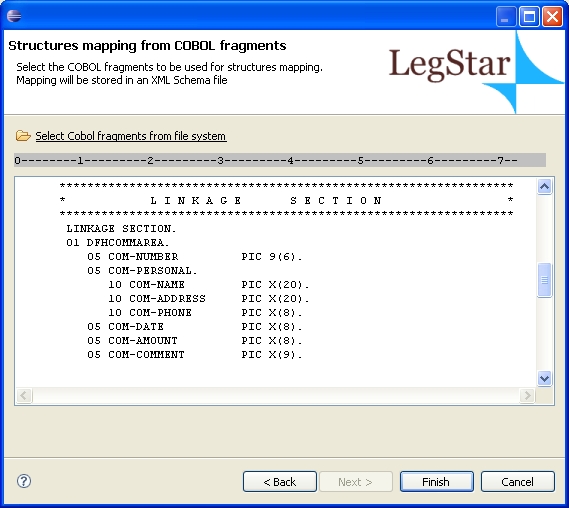 Structures mapping from COBOL fragments
Select the COBOL fragments to be used for structures mapping.
Mapping will be stored in an XML Schema file
LegStar
Select Cobol fragments from file system
0--------1---------2---------3---------4---------5---------6---------7--
*****************************************************************
*            L I N K A G E       S E C T I O N                  *
*****************************************************************
LINKAGE SECTION.
01 DFHCOMMAREA.
05 COM-NUMBER         PIC 9(6).
05 COM-PERSONAL.
10 COM-NAME        PIC X(20).
10 COM-ADDRESS     PIC X(20).
10 COM-PHONE       PIC X(8).
05 COM-DATE           PIC X(8).
05 COM-AMOUNT         PIC X(8).
05 COM-COMMENT        PIC X(9).
?
< Back
Next >
Finish
Cancel